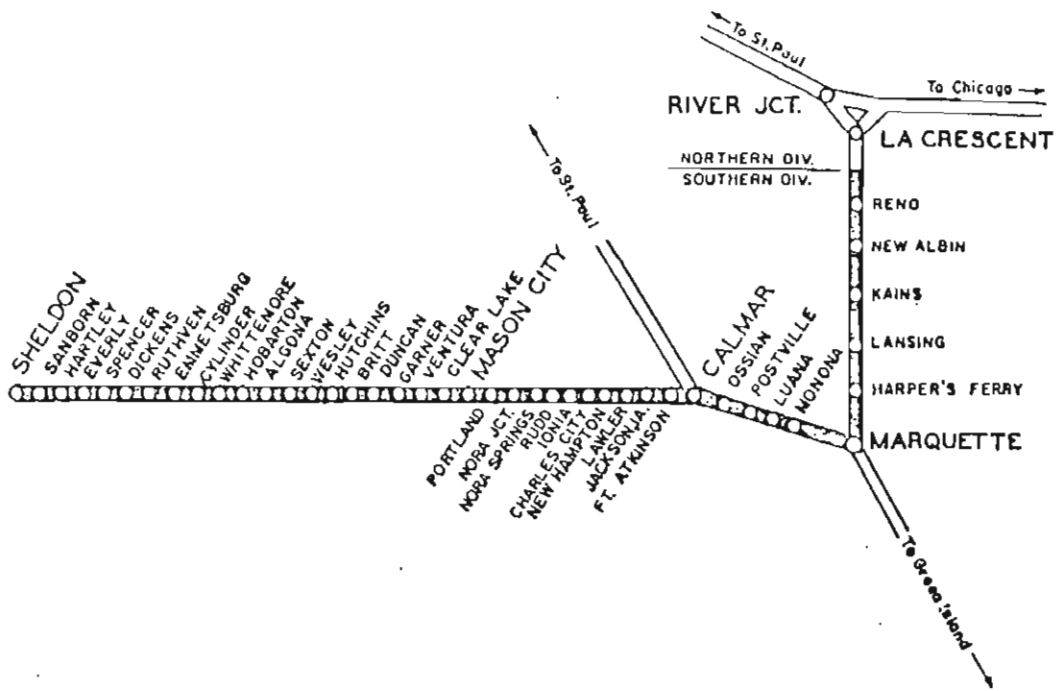 To St. Paul
To Chicago
RIVER JCT.
LA CRESCENT
NORTHERN DIV.
SOUTHERN DIV.
To St. Paul
RENO
NEW ALBIN
KAINS
LANSING
HARPER'S FERRY
MARQUETTE
SHELDON
SANBORN
HARTLEY
EVERLY
SPENCER
DICKENS
RUTHVEN
EMMETSBURG
CYLINDER
WHITTEMORE
HOBARTON
ALGONA
SEXTON
WESLEY
HUTCHINS
BRITT
DUNCAN
GARNER
VENTURA
CLEAR LAKE
MASON CITY
CALMAR
OSSIAN
POSTVILLE
LUANA
MONONA
PORTLAND
NORA JCT.
NORA SPRINGS
RUDD
IONIA
CHARLES CITY
NEW HAMPTON
LAWLER
JACKSON JA.
FT. ATKINSON
To Green Island